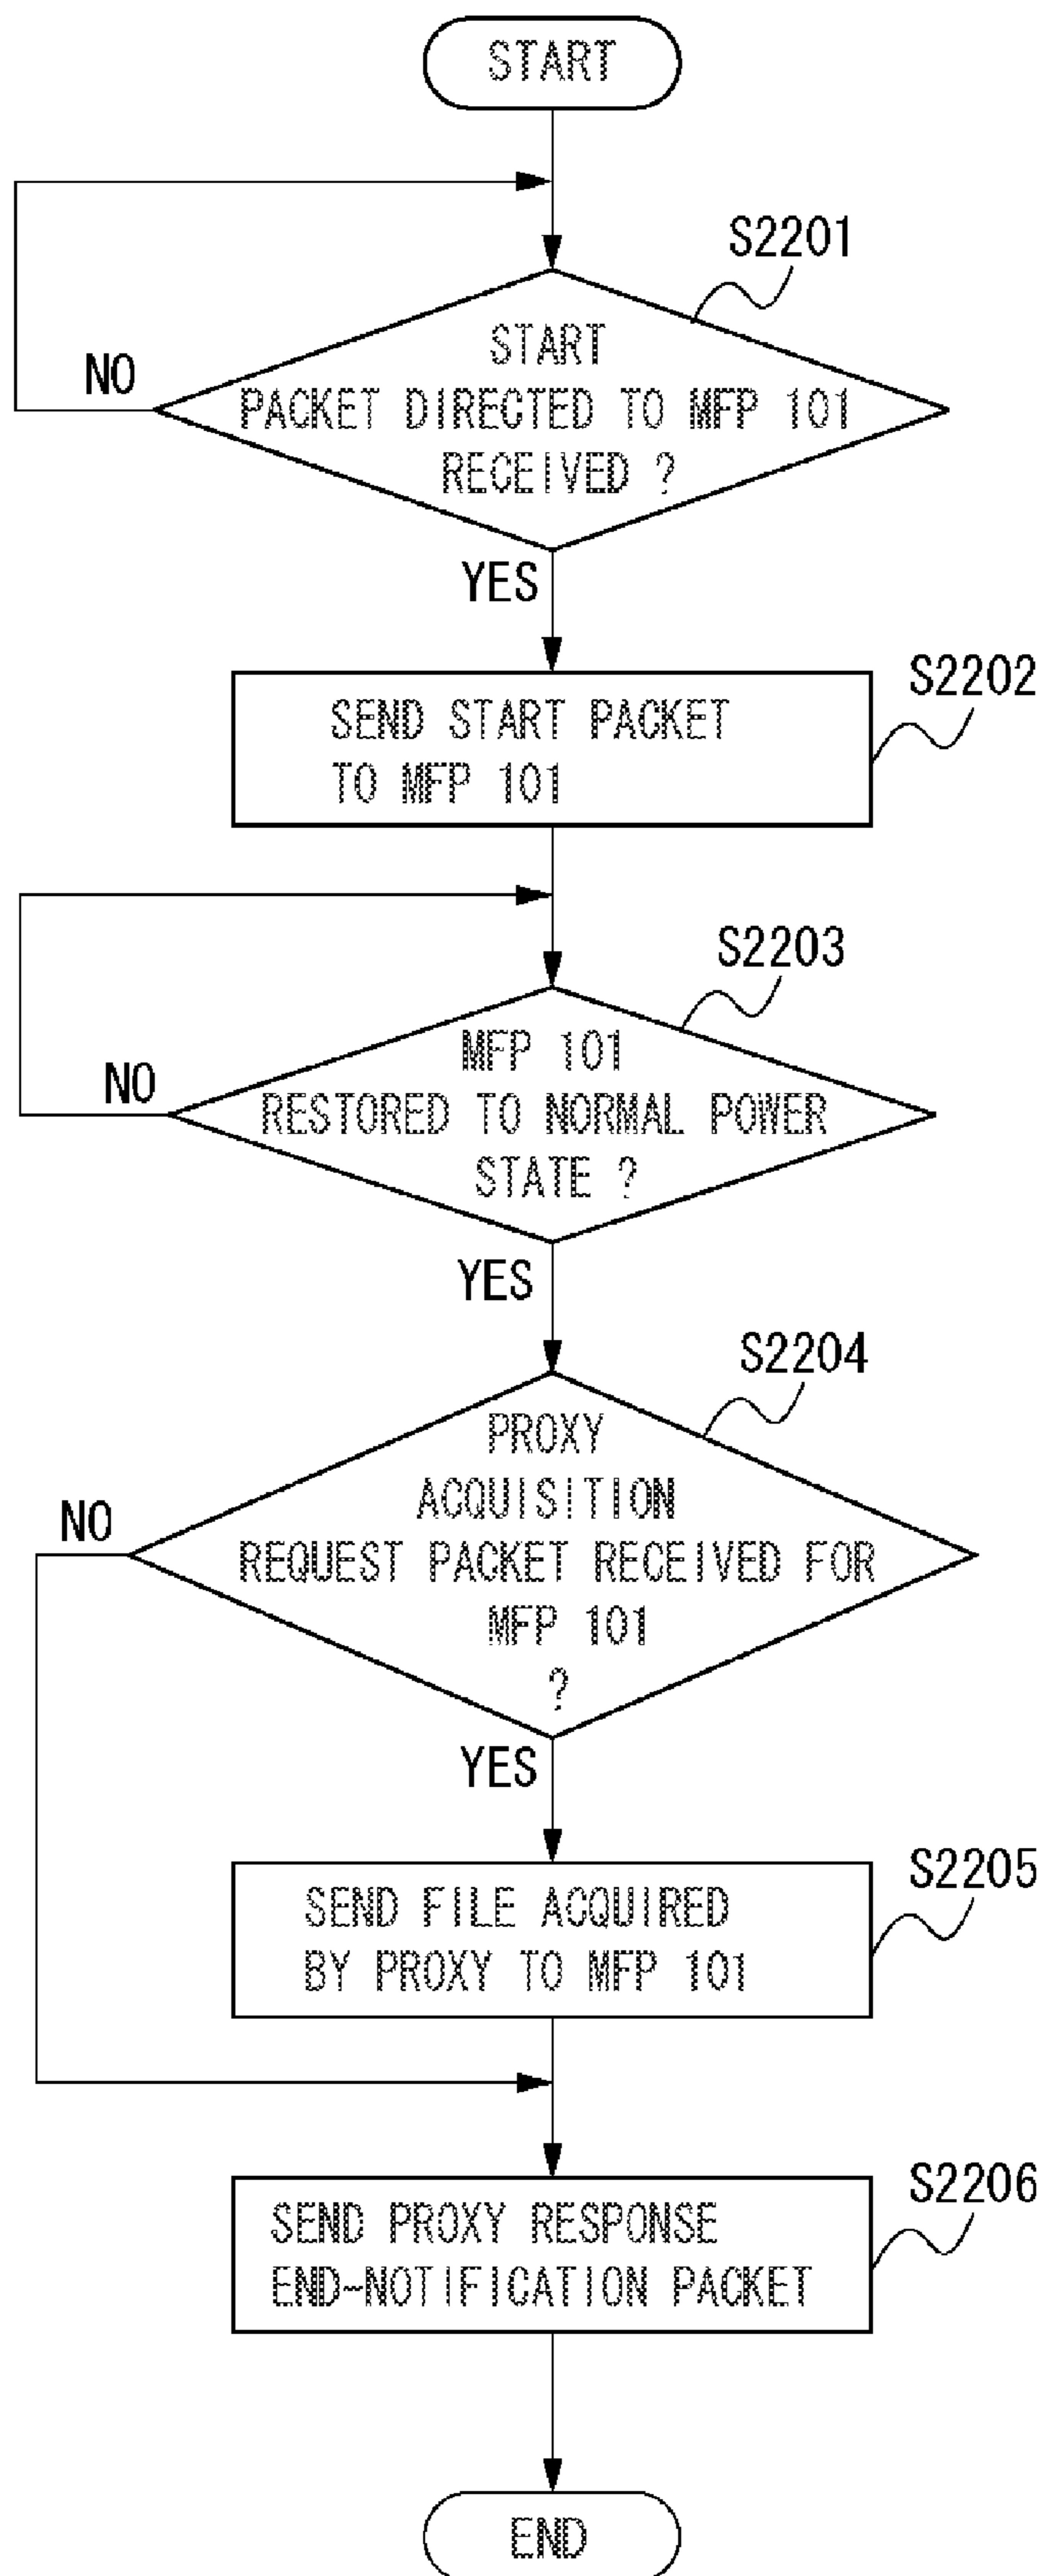 START
S2201
START
NO
PACKET DIRECTED TO MFP 101
RECEIVED ?
YES
S2202
SEND START PACKET
TO MFP 101
S2203
MFP 101
NO
RESTORED TO NORMAL POWER
STATE ?
YES
S2204
PROXY
ACQUISITION
NO
REQUEST PACKET RECEIVED FOR
MFP 101
?
YES
S2205
SEND FILE ACQUIRED
BY PROXY TO MFP 101
S2206
SEND PROXY RESPONSE
END-NOTIFICATION PACKET
END